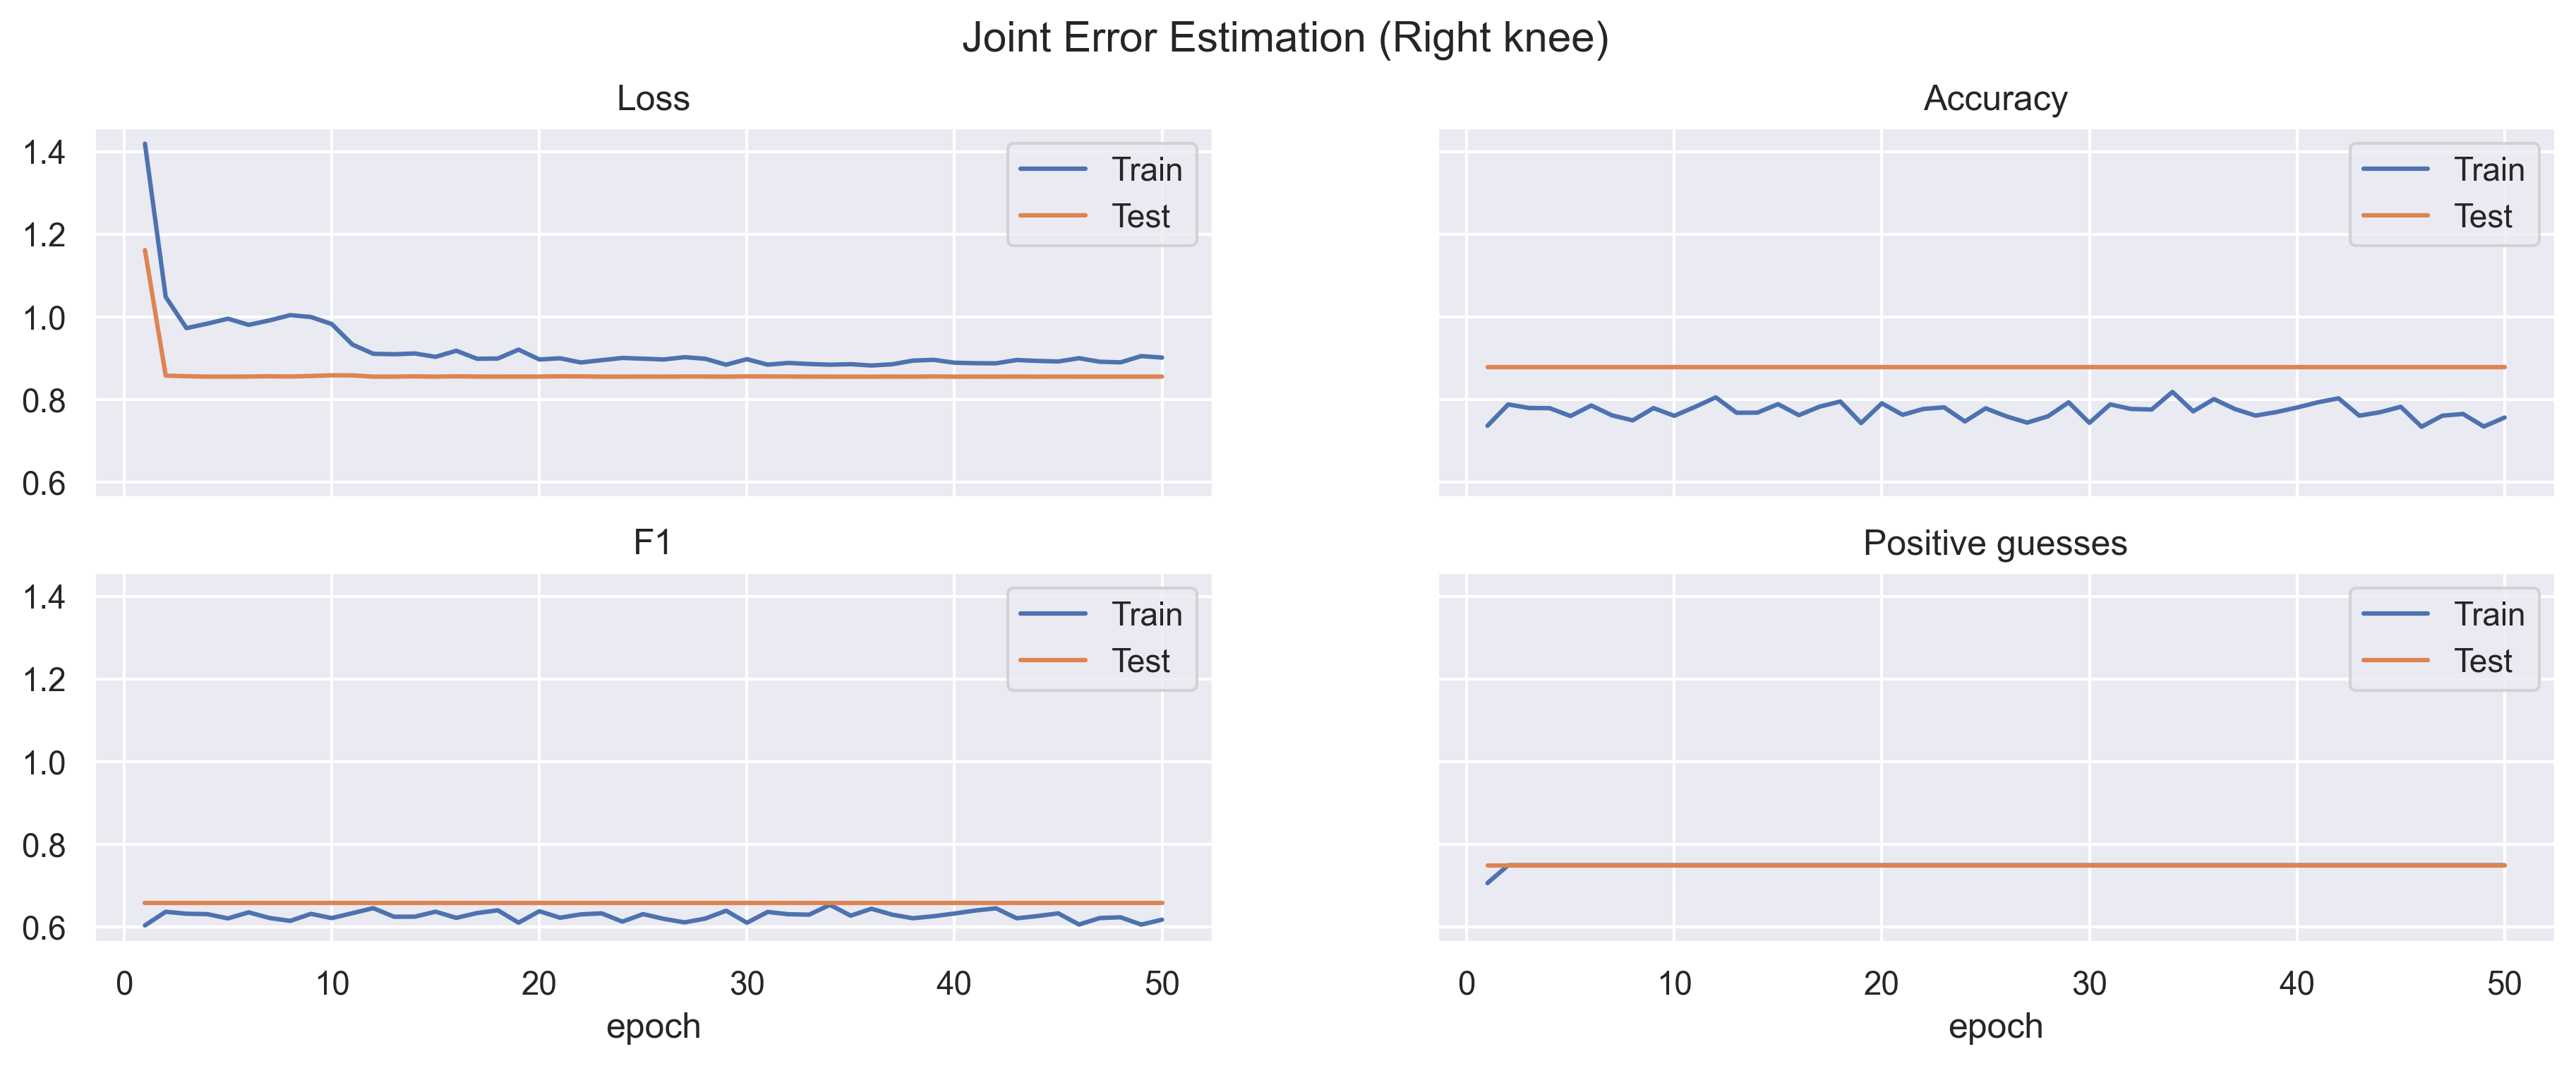 Joint Error Estimation (Right knee)
Loss
Accuracy
1.4
1.2
1.0
0.8
0.6
Train
Test
Train
Test
F1
Positive guesses
1.4
1.2
1.0
0.8
0.6
Train
Test
Train
Test
0 10 20 30 40 50
0 10 20 30 40 50
epoch
epoch